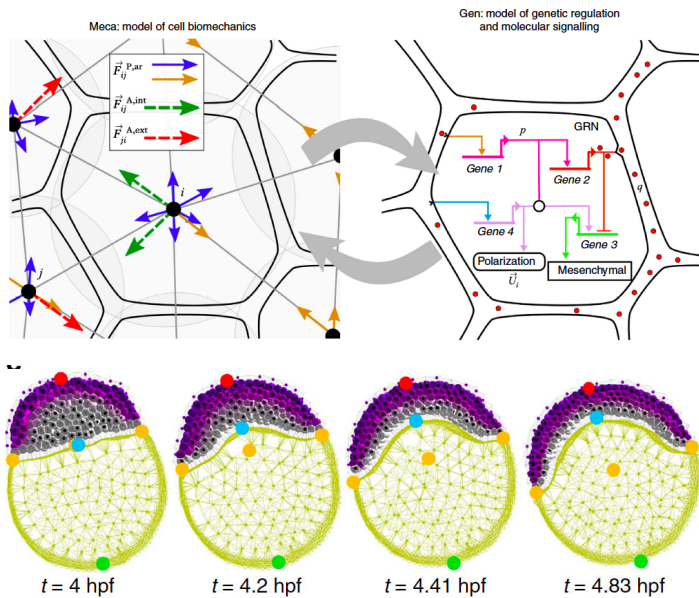 Meca: model of cell biomechanics
Gen: model of genetic regulation
and molecular signalling
F⃗ij P,ar
F⃗ij A,int
F⃗ji A,ext
i
j
GRN
p
q
Gene 1
Gene 2
Gene 4
Gene 3
Polarization
U⃗i
Mesenchymal
t = 4 hpf
t = 4.2 hpf
t = 4.41 hpf
t = 4.83 hpf